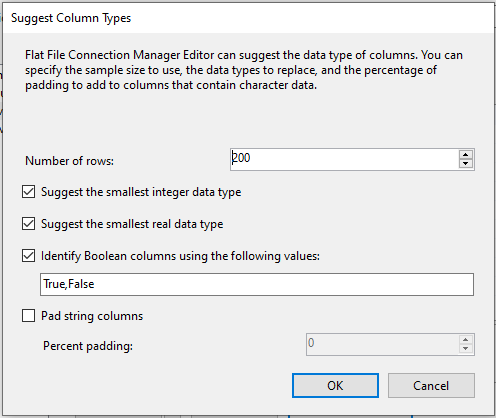 Suggest Column Types
Flat File Connection Manager Editor can suggest the data type of columns. You can
specify the sample size to use, the data types to replace, and the percentage of
padding to add to columns that contain character data.
Number of rows:
200
Suggest the smallest integer data type
Suggest the smallest real data type
Identify Boolean columns using the following values:
True,False
Pad string columns
Percent padding:
0
OK
Cancel